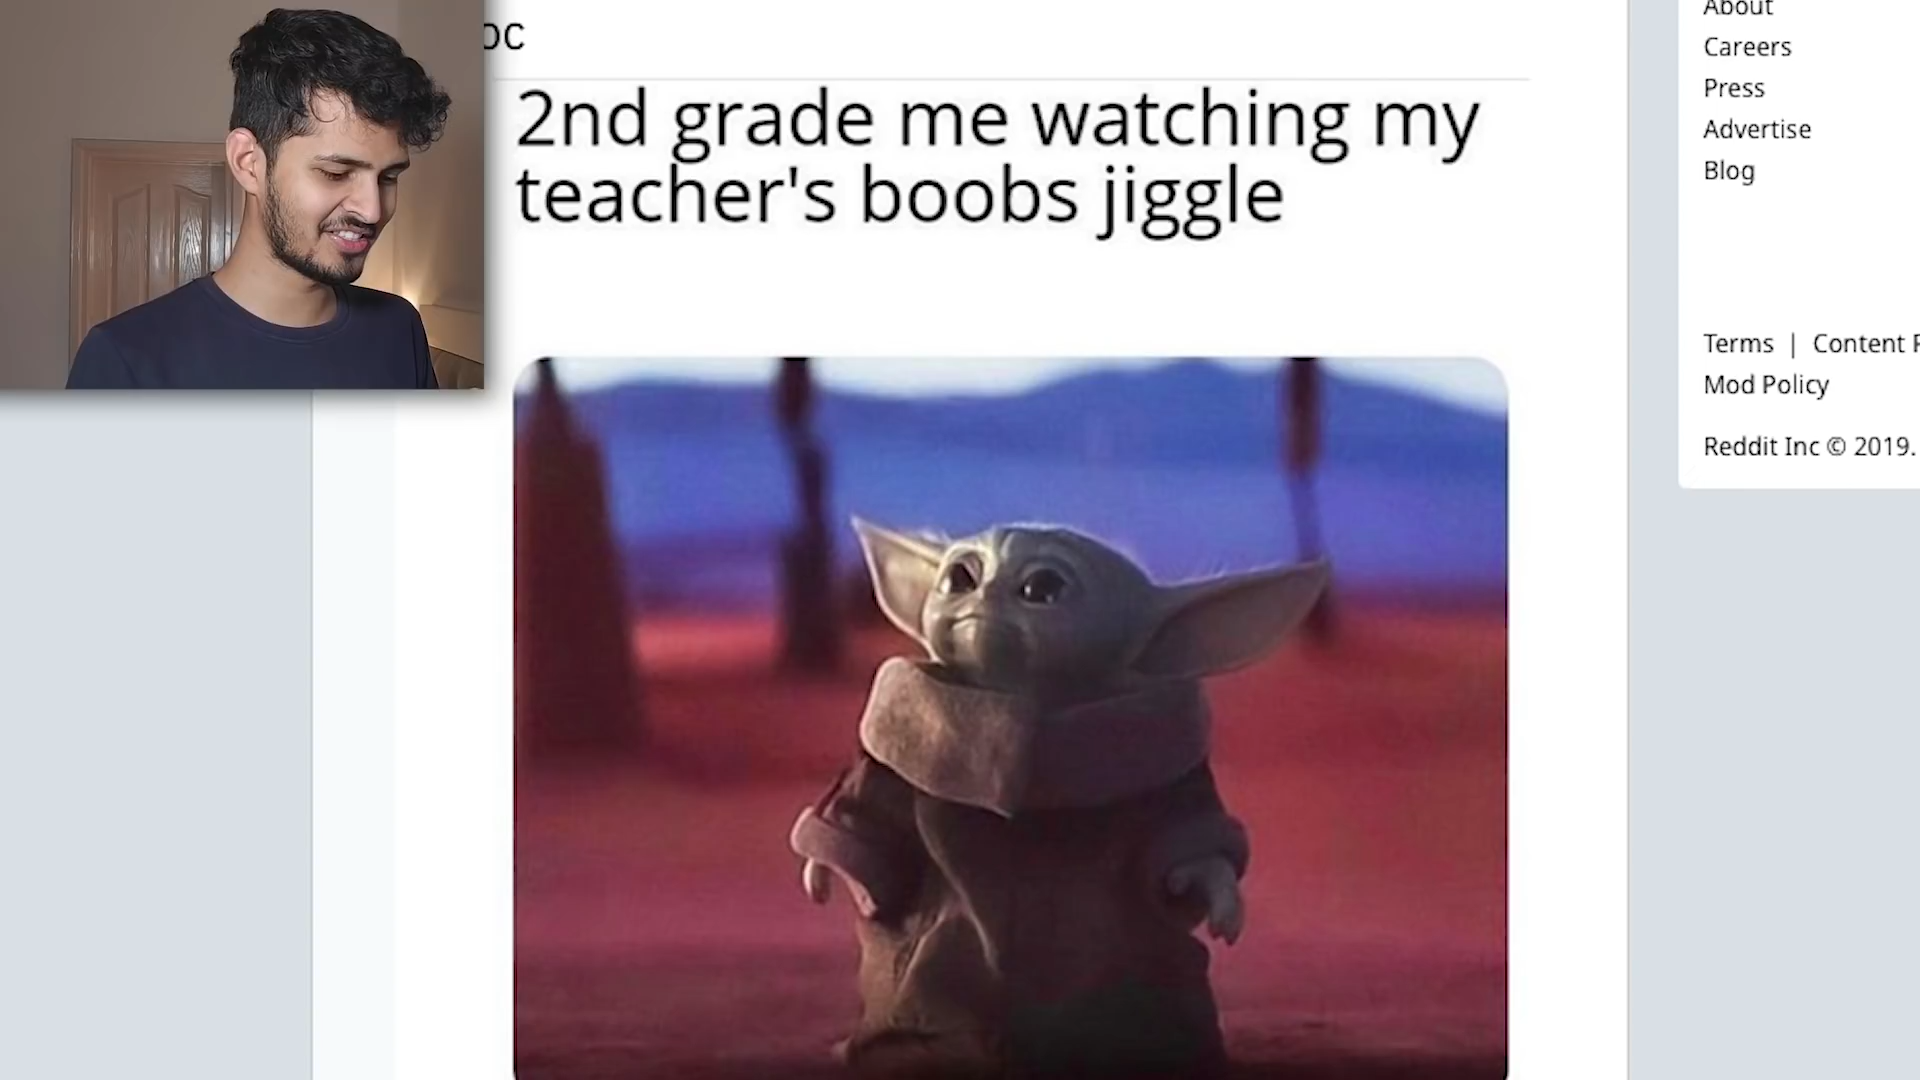 oc
2nd grade me watching my
teacher's boobs jiggle
About
Careers
Press
Advertise
Blog
Terms | Content
Mod Policy
Reddit Inc © 2019.